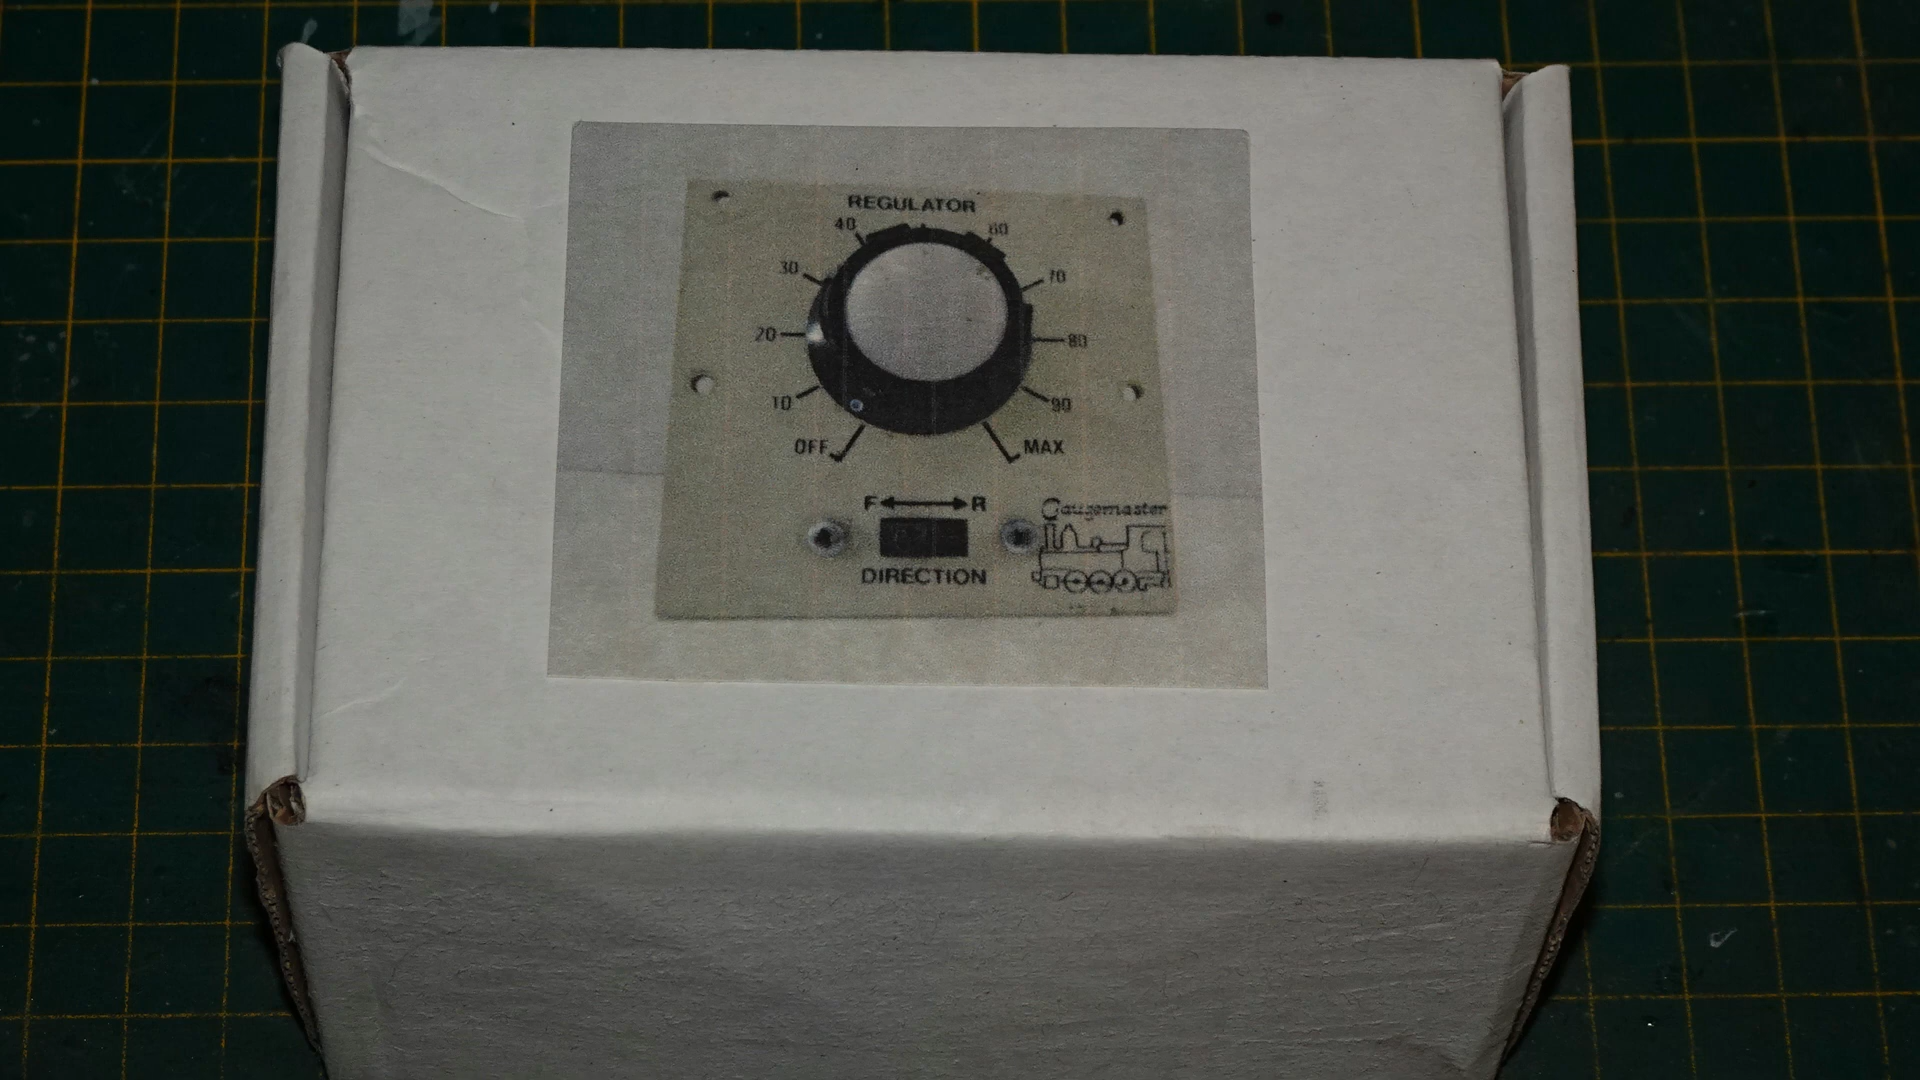 REGULATOR
40 60
30 70
20 80
10 90
OFF MAX
F R
Gaugemaster
DIRECTION